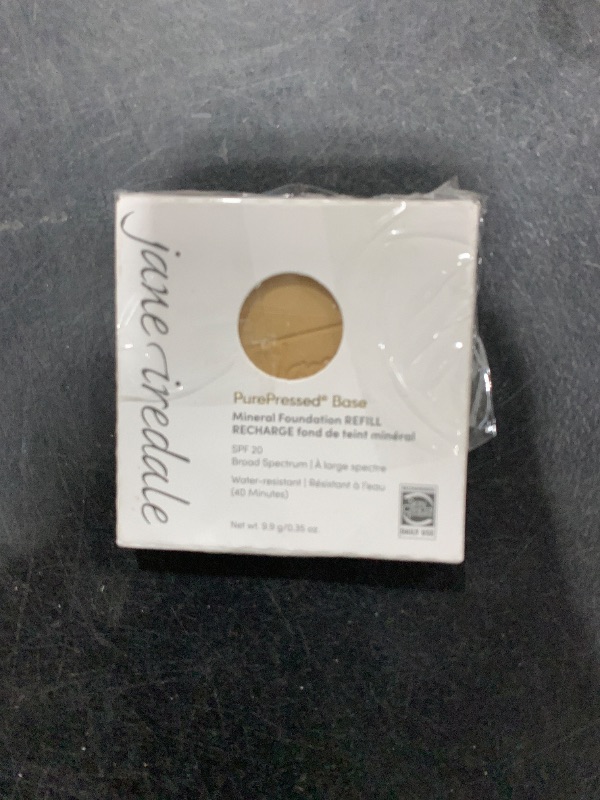 jane iredale
PurePressed® Base
Mineral Foundation REFILL
RECHARGE fond de teint minéral
SPF 20
Broad Spectrum | À large spectre
Water-resistant | Résistant à l'eau
(40 Minutes)
Net wt. 9.9 g/0.35 oz.